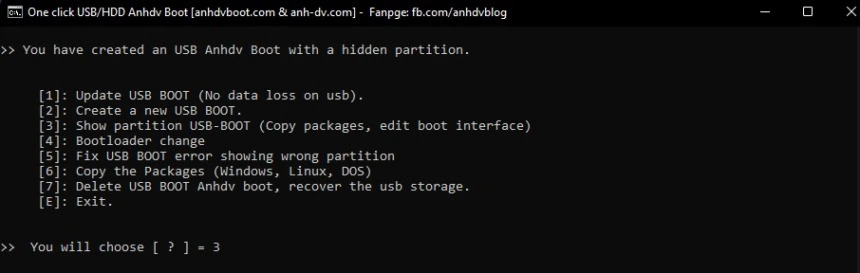 One click USB/HDD Anhdv Boot [anhdvboot.com & anh-dv.com] - Fanpge: fb.com/anhdvblog
>> You have created an USB Anhdv Boot with a hidden partition.
[1]: Update USB BOOT (No data loss on usb).
[2]: Create a new USB BOOT.
[3]: Show partition USB-BOOT (Copy packages, edit boot interface)
[4]: Bootloader change
[5]: Fix USB BOOT error showing wrong partition
[6]: Copy the Packages (Windows, Linux, DOS)
[7]: Delete USB BOOT Anhdv boot, recover the usb storage.
[E]: Exit.
>> You will choose [ ? ] = 3